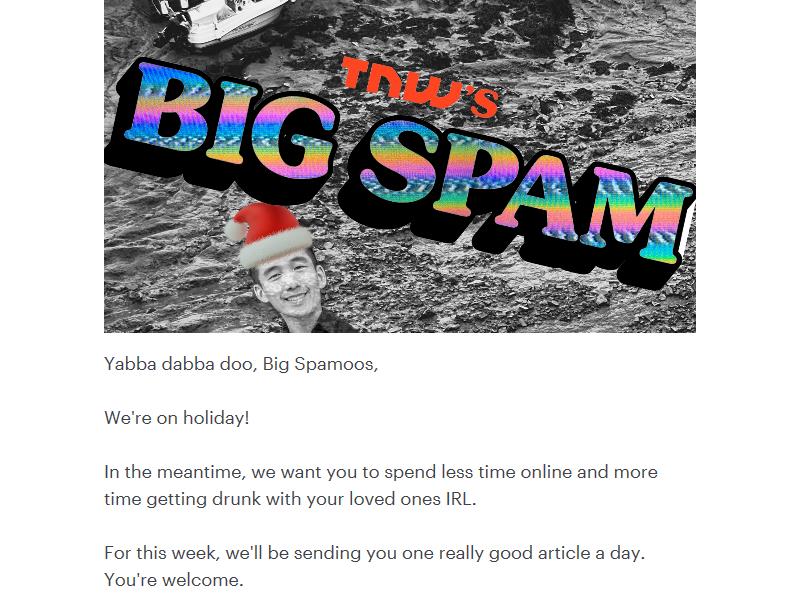 TNW's
BIG SPAM
Yabba dabba doo, Big Spamoos,
We're on holiday!
In the meantime, we want you to spend less time online and more
time getting drunk with your loved ones IRL.
For this week, we'll be sending you one really good article a day.
You're welcome.